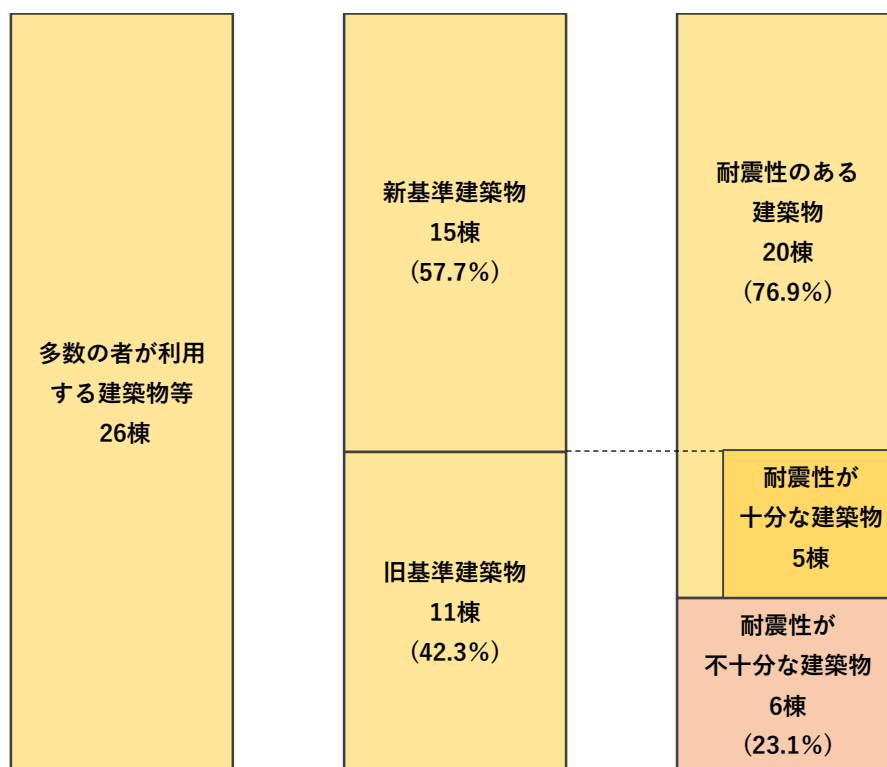 多数の者が利用
する建築物等
26棟
新基準建築物
15棟
(57.7%)
旧基準建築物
11棟
(42.3%)
耐震性のある
建築物
20棟
(76.9%)
耐震性が
十分な建築物
5棟
耐震性が
不十分な建築物
6棟
(23.1%)